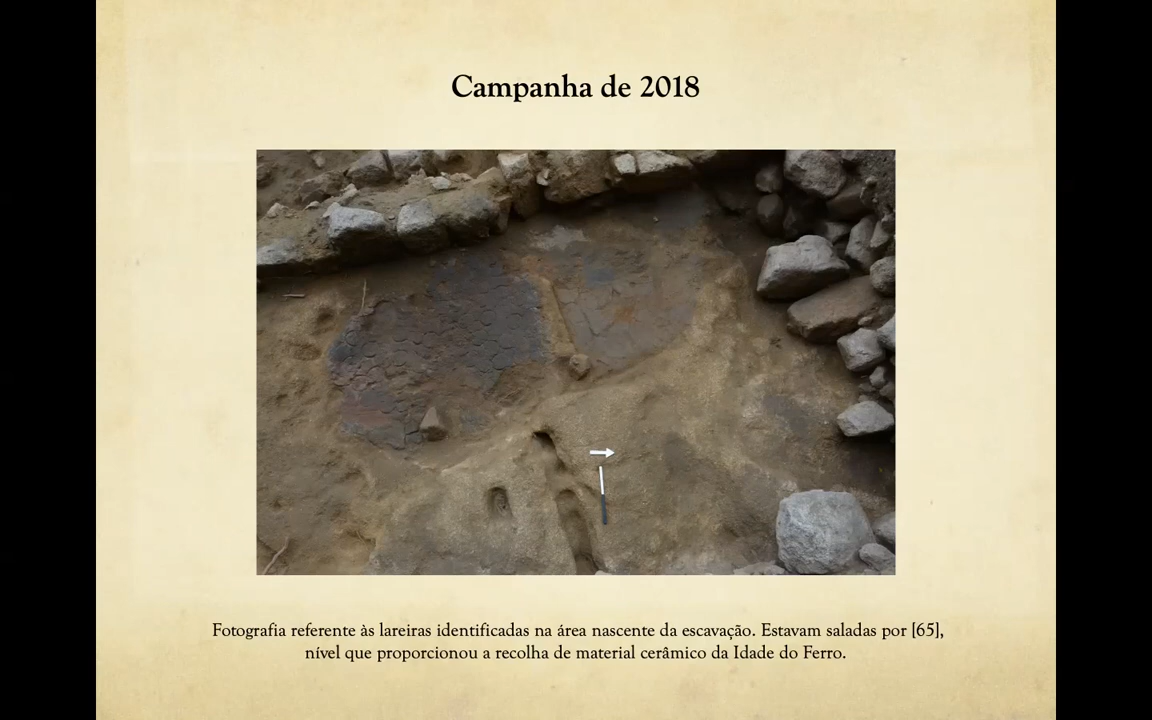 Campanha de 2018
Fotografia referente às lareiras identificadas na área nascente da escavação. Estavam saladas por [65],
nível que proporcionou a recolha de material cerâmico da Idade do Ferro.